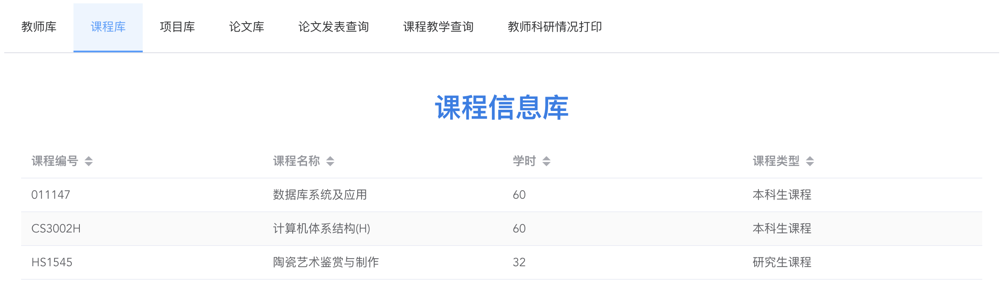 教师库 课程库 项目库 论文库 论文发表查询 课程教学查询 教师科研情况打印
课程信息库
课程编号 课程名称 学时 课程类型
011147 数据库系统及应用 60 本科生课程
CS3002H 计算机体系结构(H) 60 本科生课程
HS1545 陶瓷艺术鉴赏与制作 32 研究生课程